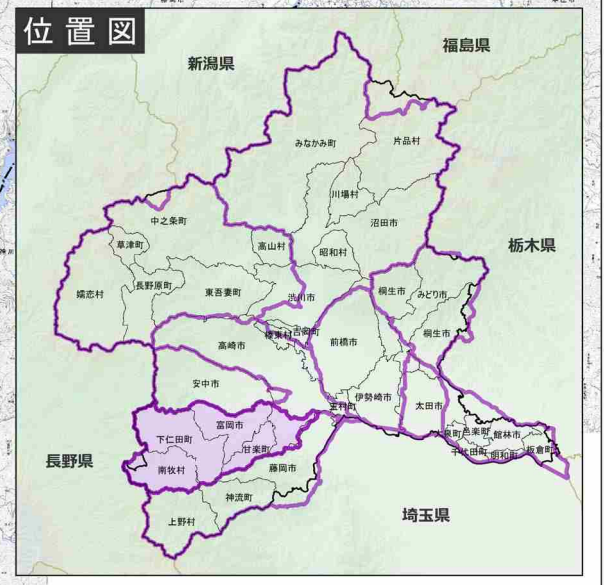 位置図
福島県
新潟県
みなかみ町
片品村
川場村
中之条町
沼田市
草津町
高山村
昭和村
栃木県
嬬恋村
長野原町
東吾妻町
渋川市
桐生市
みどり市
吉岡町
榛東村
前橋市
桐生市
高崎市
安中市
伊勢崎市
玉村町
太田市
富岡市
下仁田町
甘楽町
大泉町
邑楽町
館林市
千代田町
明和町
板倉町
長野県
南牧村
藤岡市
神流町
上野村
埼玉県